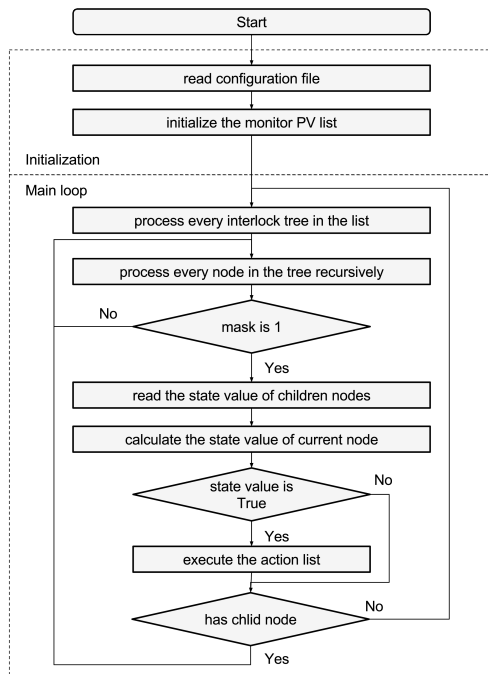 Start
read configuration file
initialize the monitor PV list
Initialization
Main loop
process every interlock tree in the list
process every node in the tree recursively
No
mask is 1
Yes
read the state value of children nodes
calculate the state value of current node
No
state value is
True
Yes
execute the action list
No
has chlid node
Yes